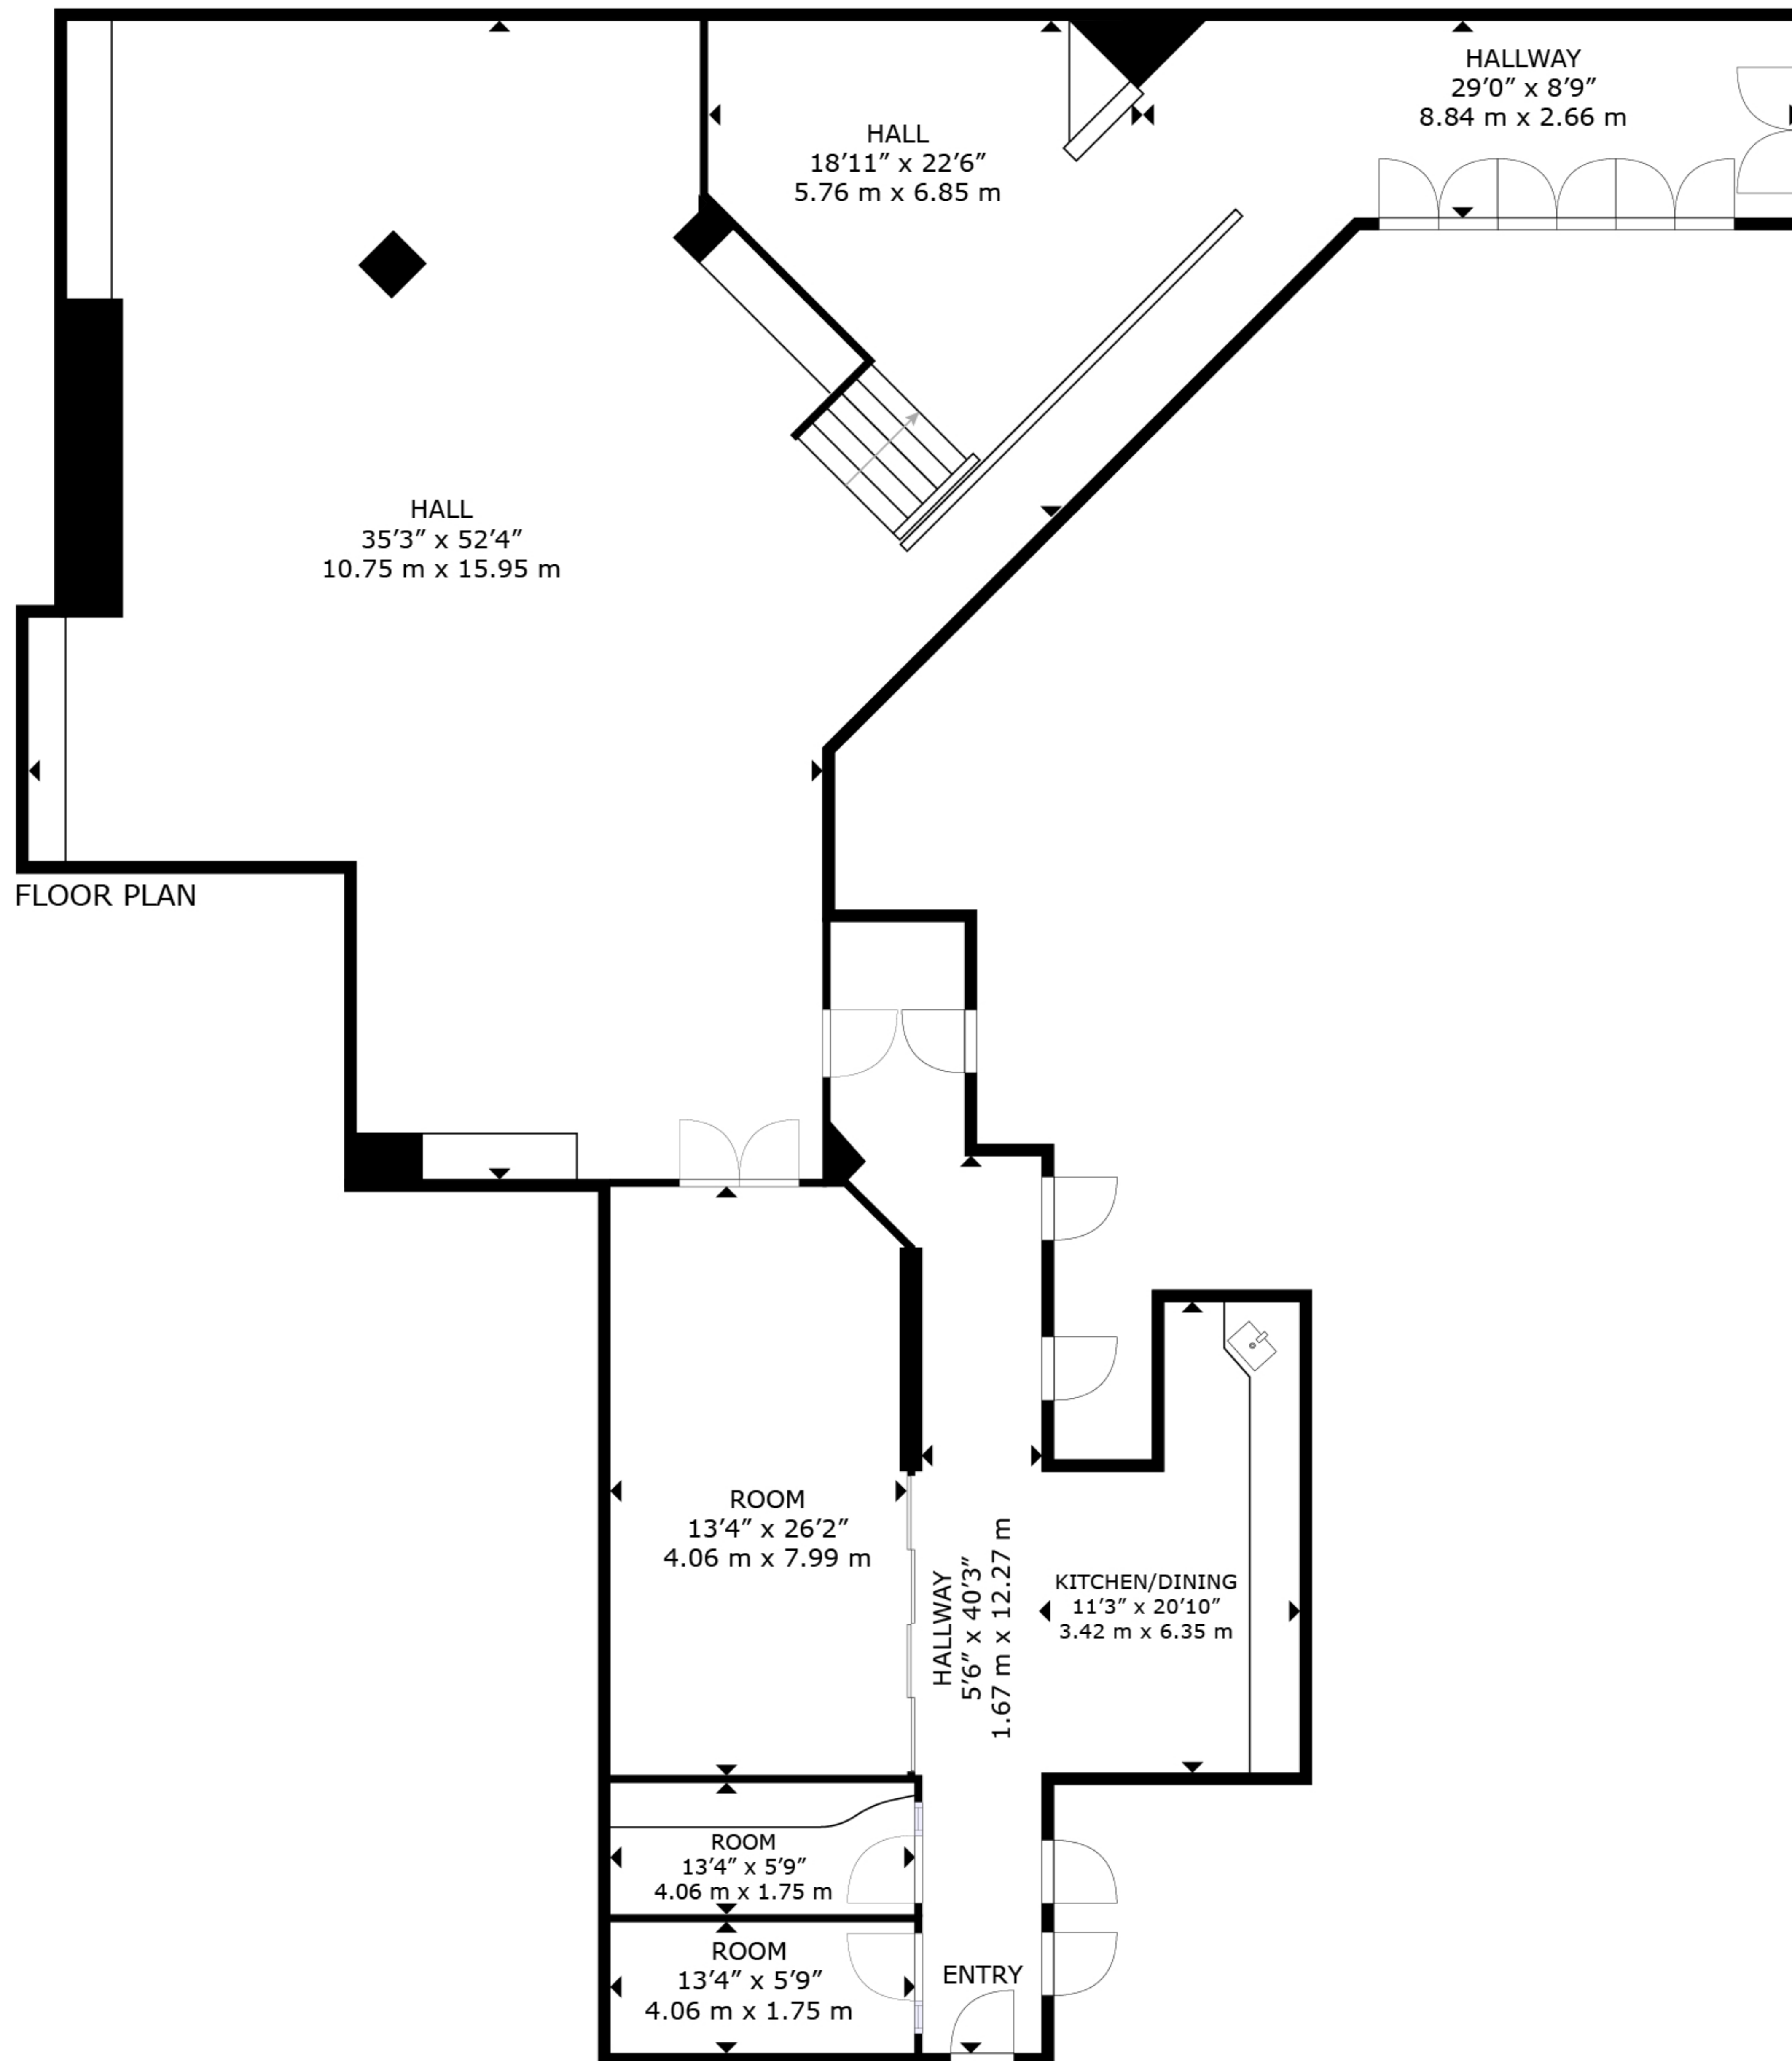 HALLWAY
29’0” x 8’9”
8.84 m x 2.66 m
HALL
18’11” x 22’6”
5.76 m x 6.85 m
HALL
35’3” x 52’4”
10.75 m x 15.95 m
FLOOR PLAN
ROOM
13’4” x 26’2”
4.06 m x 7.99 m
HALLWAY
5’6” x 40’3”
1.67 m x 12.27 m
KITCHEN/DINING
11’3” x 20’10”
3.42 m x 6.35 m
ROOM
13’4” x 5’9”
4.06 m x 1.75 m
ROOM
13’4” x 5’9”
4.06 m x 1.75 m
ENTRY